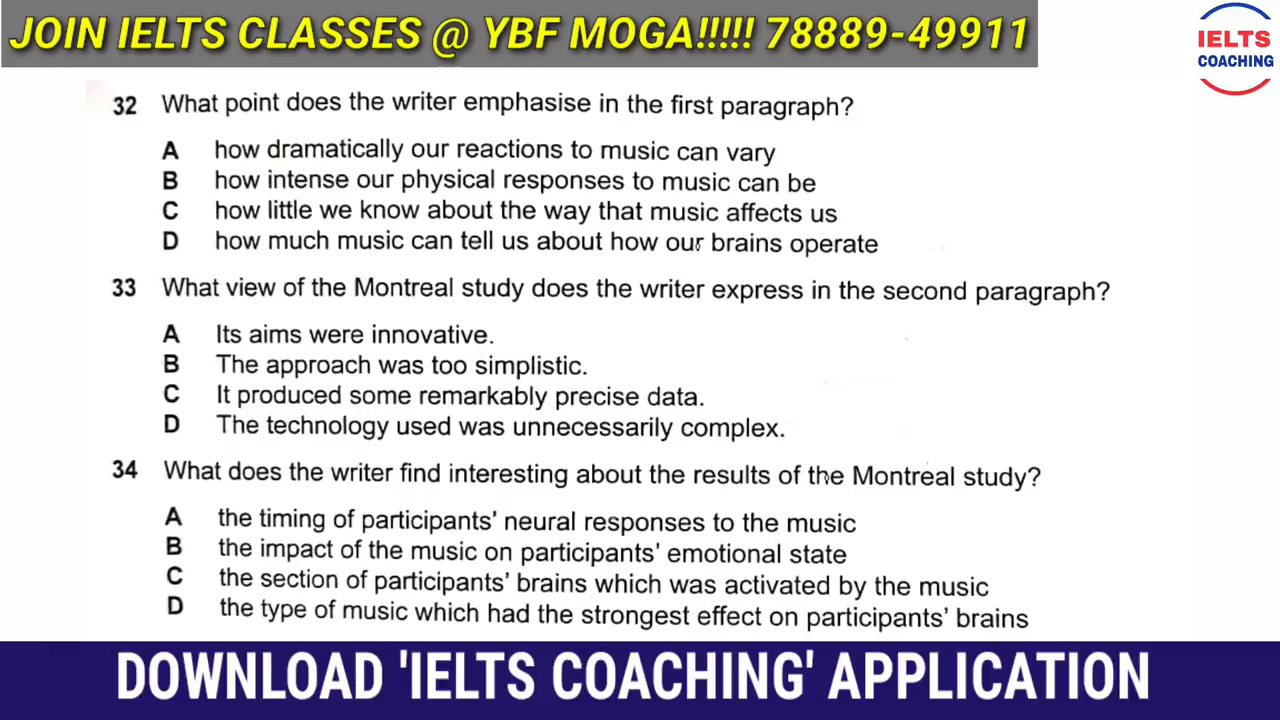 JOIN IELTS CLASSES @ YBF MOGA!!!!! 78889-49911
IELTS
COACHING
32 What point does the writer emphasise in the first paragraph?
A how dramatically our reactions to music can vary
B how intense our physical responses to music can be
C how little we know about the way that music affects us
D how much music can tell us about how our brains operate
33 What view of the Montreal study does the writer express in the second paragraph?
A Its aims were innovative.
B The approach was too simplistic.
C It produced some remarkably precise data.
D The technology used was unnecessarily complex.
34 What does the writer find interesting about the results of the Montreal study?
A the timing of participants' neural responses to the music
B the impact of the music on participants' emotional state
C the section of participants' brains which was activated by the music
D the type of music which had the strongest effect on participants' brains
DOWNLOAD 'IELTS COACHING' APPLICATION